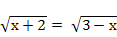 √(x + 2) = √(3 − x)